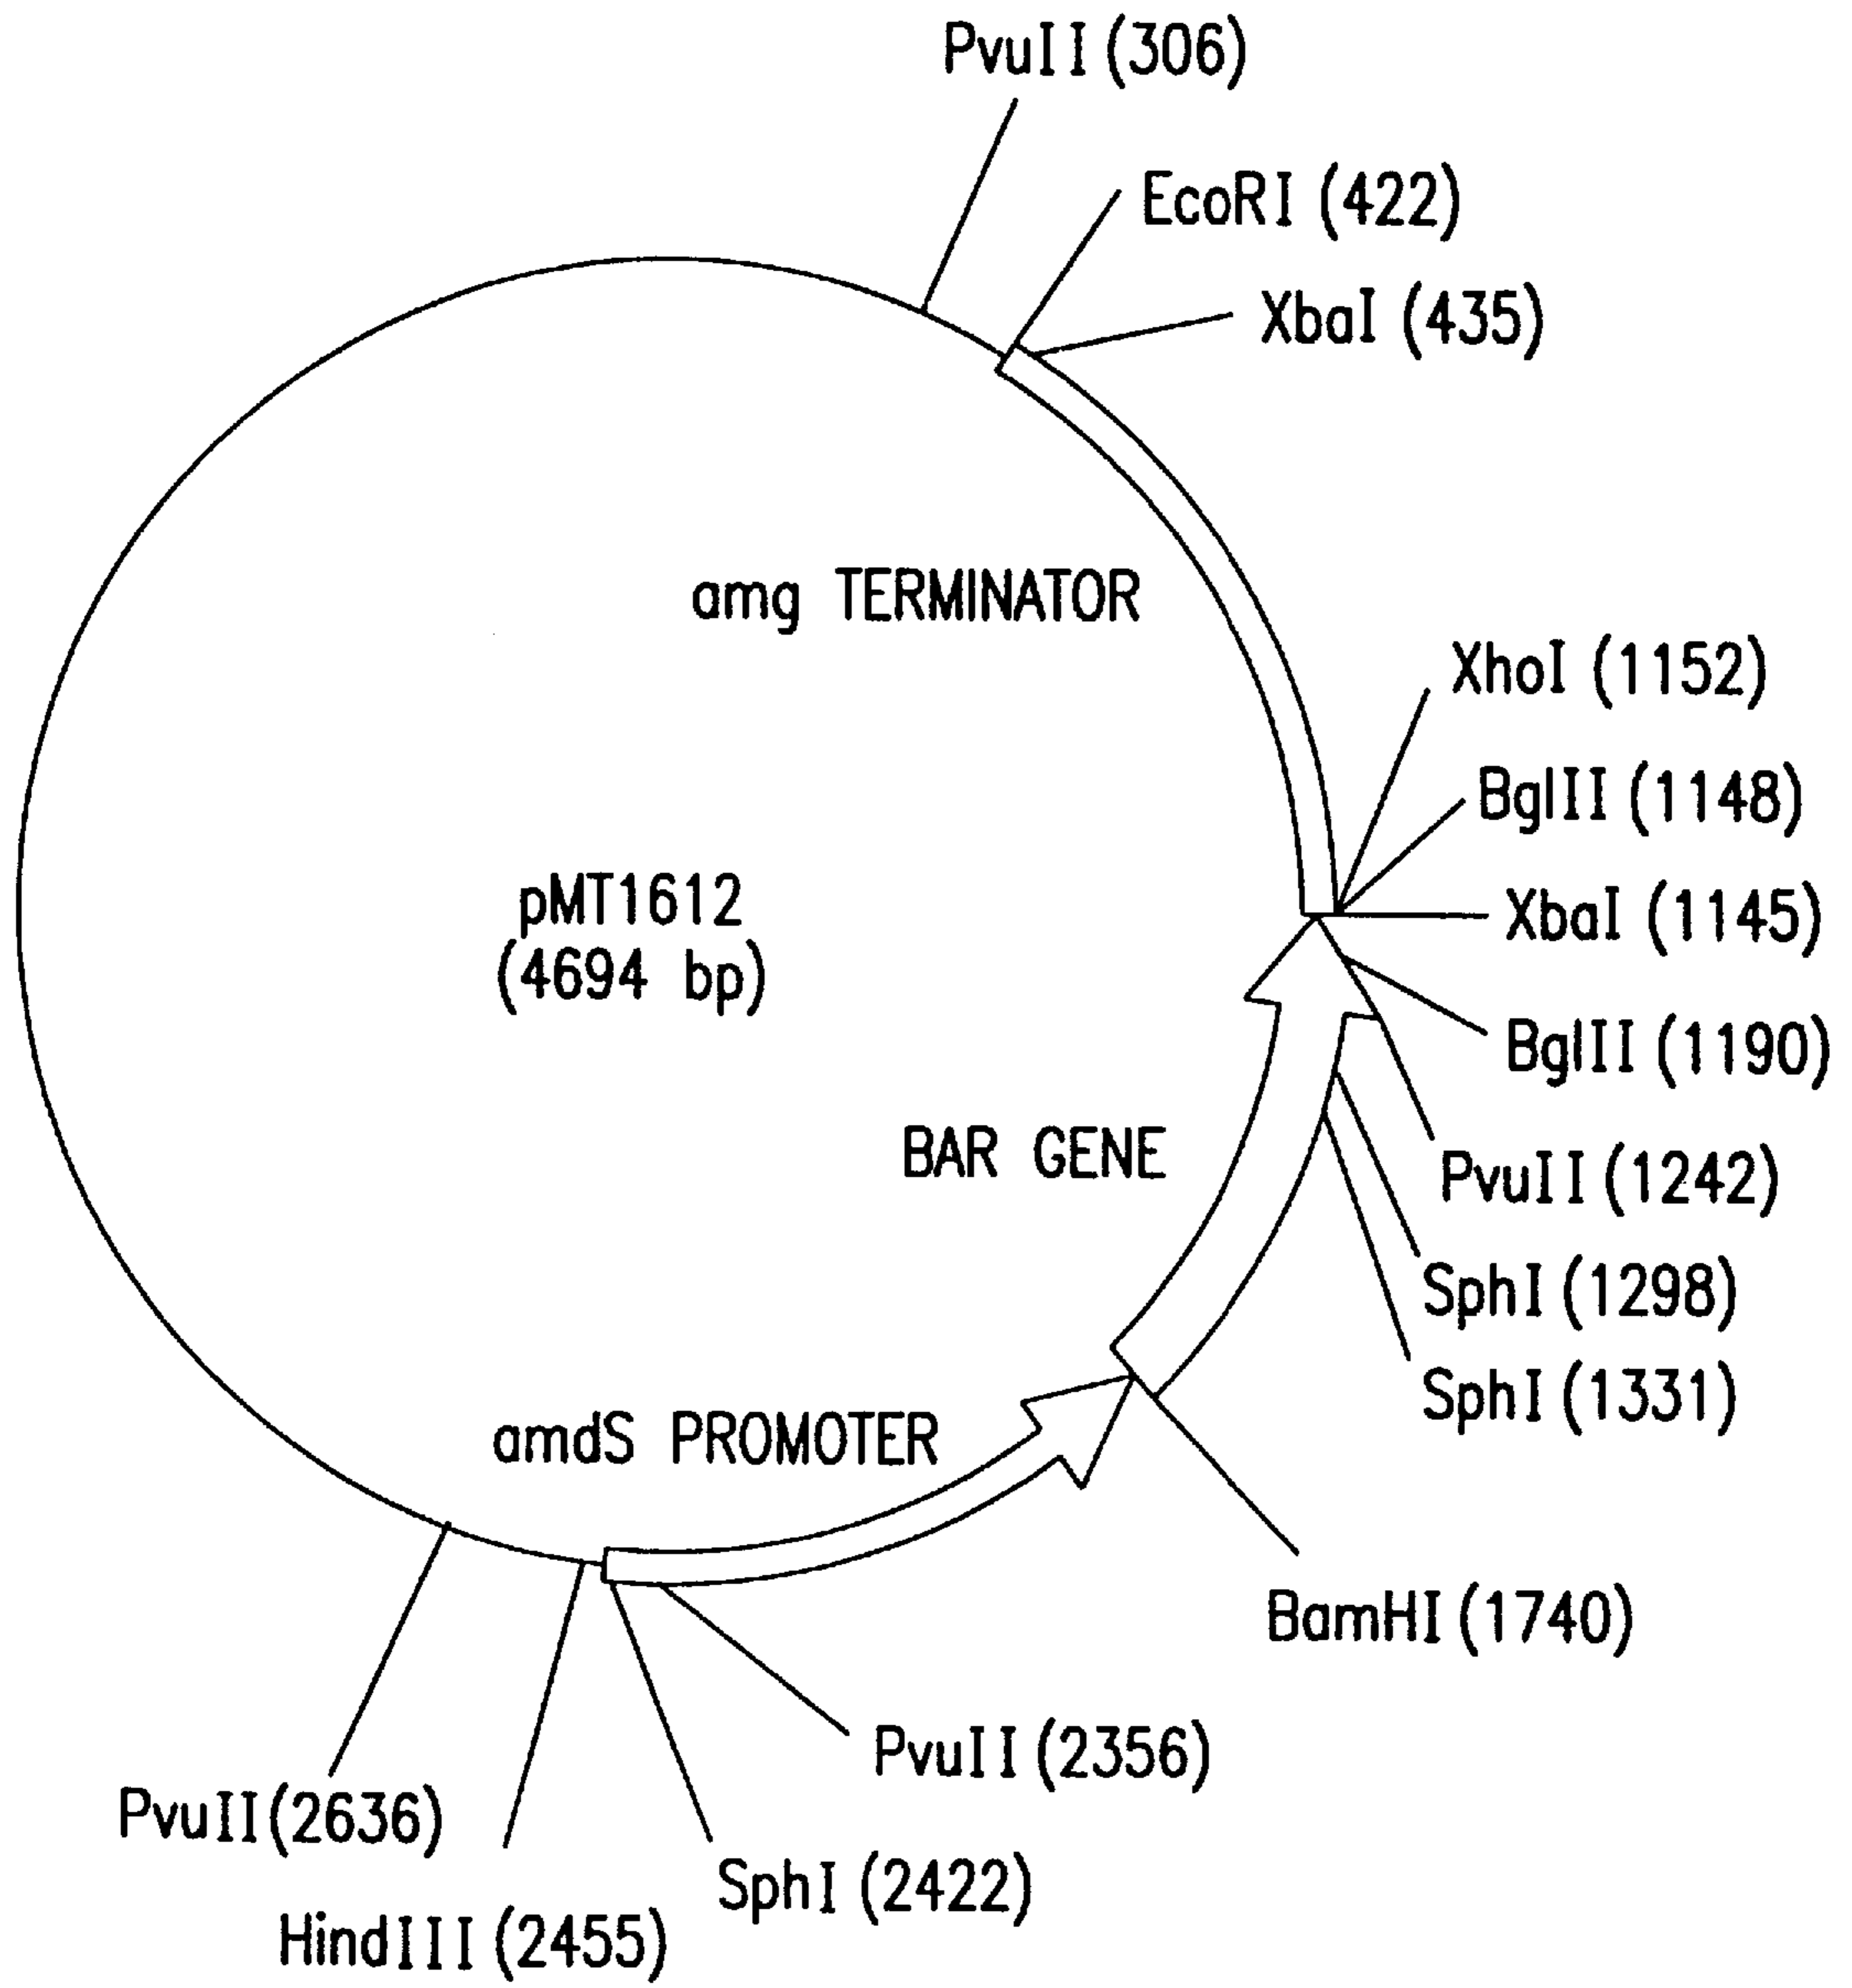 PvuII (306)
EcoRI (422)
XbaI (435)
amg TERMINATOR
XhoI (1152)
BglII (1148)
pMT1612
(4694 bp)
XbaI (1145)
BglII (1190)
BAR GENE
PvuII (1242)
SphI (1298)
SphI (1331)
amdS PROMOTER
BamHI (1740)
PvuII (2356)
PvuII (2636)
SphI (2422)
HindIII (2455)